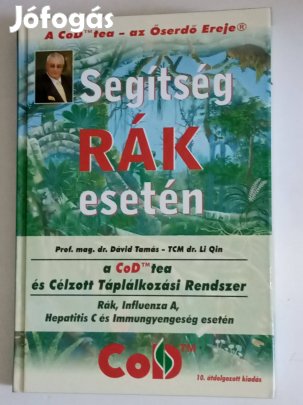 Jófogás
A CoD™ tea – az Őserdő Ereje®
Segítség
RÁK
esetén
Prof. mag. dr. Dávid Tamás – TCM dr. Li Qin
a CoD™ tea
és Célzott Táplálkozási Rendszer
Rák, Influenza A,
Hepatitis C és Immungyengeség esetén
CoD™
10. átdolgozott kiadás